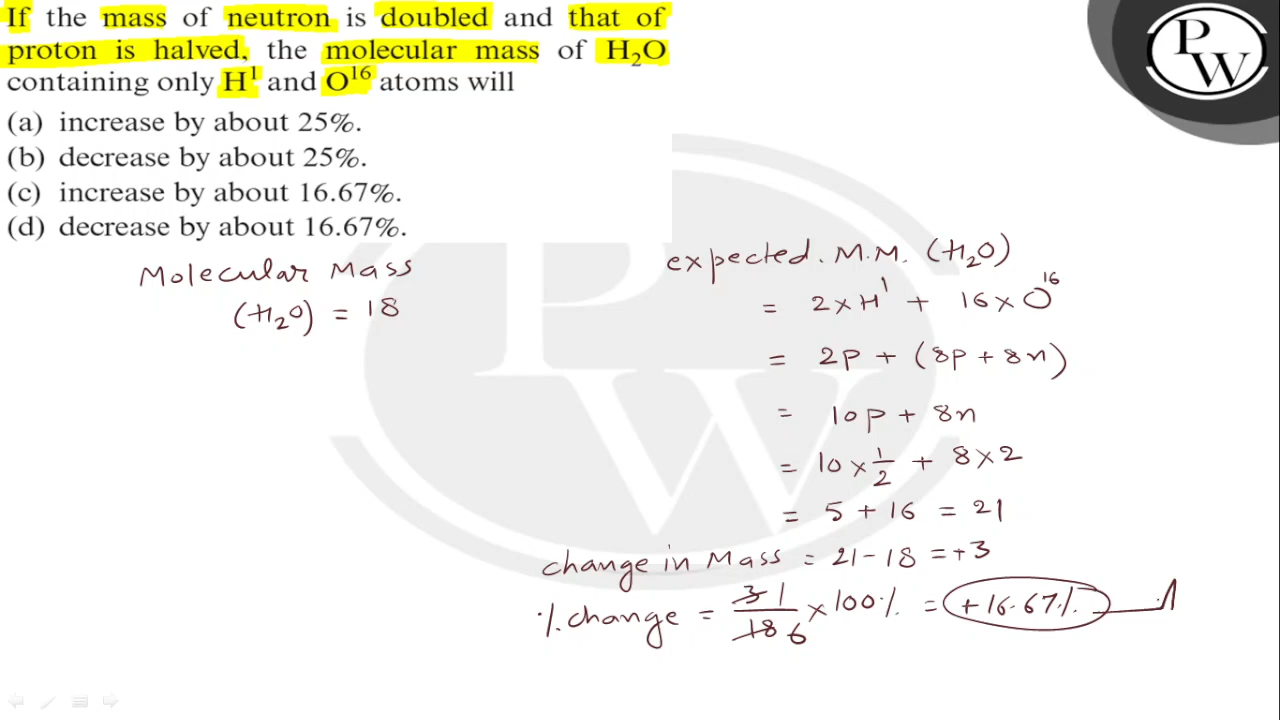 If the mass of neutron is doubled and that of
proton is halved, the molecular mass of H₂O
containing only H¹ and O¹⁶ atoms will
(a) increase by about 25%.
(b) decrease by about 25%.
(c) increase by about 16.67%.
(d) decrease by about 16.67%.
Molecular Mass
(H₂O) = 18
expected. M.M. (H₂O)
= 2 × H¹ + 16 × O¹⁶
= 2P + (8P + 8n)
= 10P + 8n
= 10 × 1/2 + 8 × 2
= 5 + 16 = 21
change in Mass = 21 - 18 = +3
%. change = 3 1 / 18 6 × 100% = +16.67%
PW
PW